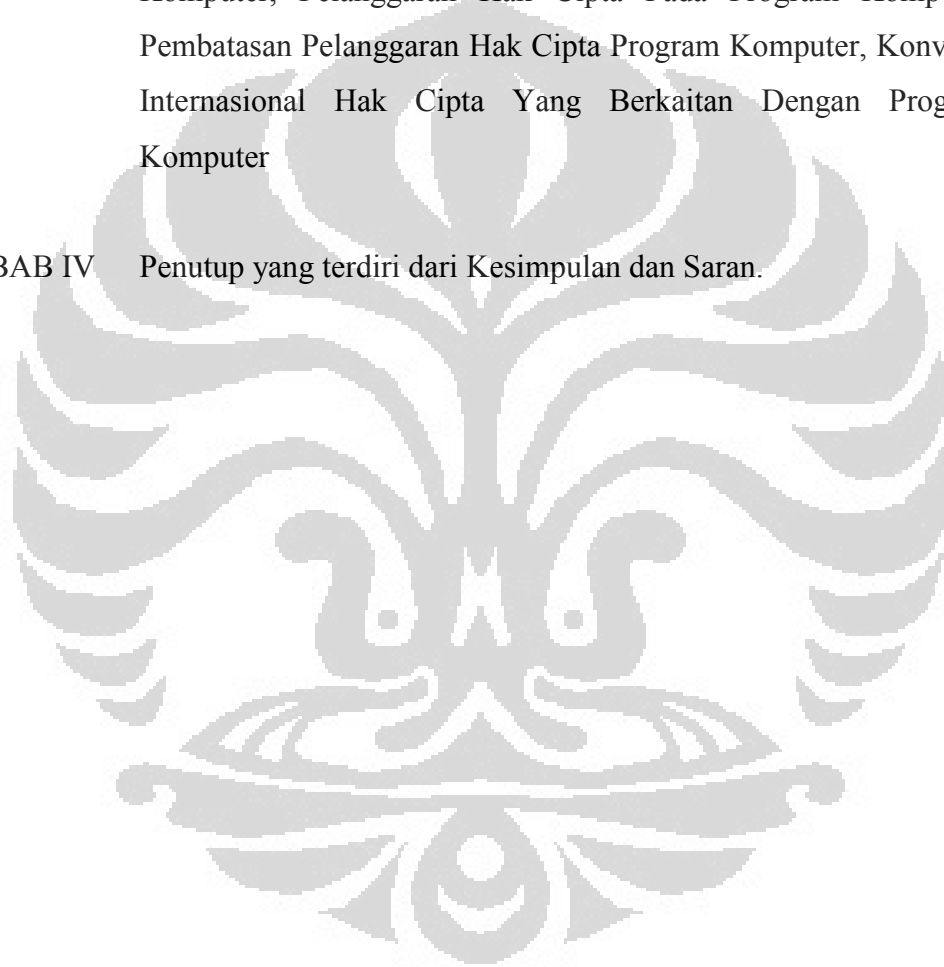 Komputer, Pelanggaran Hak Cipta Pada Program
Pembatasan Pelanggaran Hak Cipta Program Komputer,
Internasional Hak Cipta Yang Berkaitan Dengan
Komputer
BAB IV Penutup yang terdiri dari Kesimpulan dan Saran.